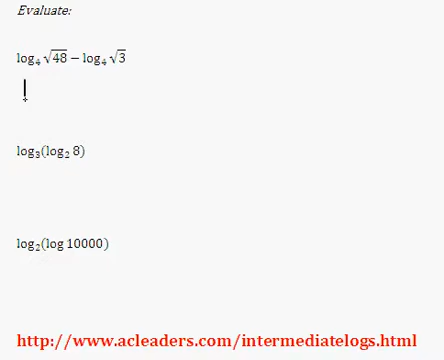 Evaluate:
log₄√48 − log₄√3
log₃(log₂ 8)
log₂(log 10000)
http://www.acleaders.com/intermediatelogs.html